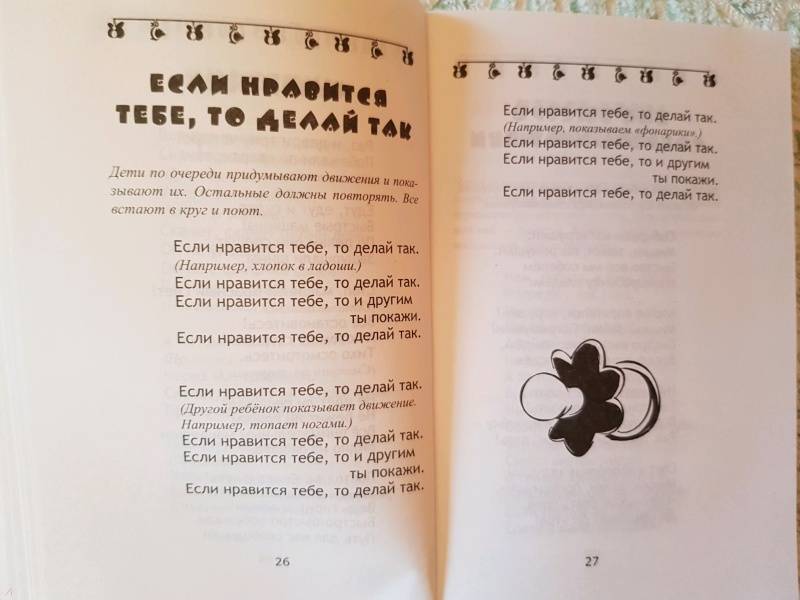 ЕСЛИ НРАВИТСЯ
ТЕБЕ, ТО ДЕЛАЙ ТАК
Дети по очереди придумывают движения и пока-
зывают их. Остальные должны повторять. Все
встают в круг и поют.
Если нравится тебе, то делай так.
(Например, хлопок в ладоши.)
Если нравится тебе, то делай так.
Если нравится тебе, то и другим
ты покажи.
Если нравится тебе, то делай так.
Если нравится тебе, то делай так.
(Другой ребёнок показывает движение.
Например, топает ногами.)
Если нравится тебе, то делай так.
Если нравится тебе, то и другим
ты покажи.
Если нравится тебе, то делай так.
26
Если нравится тебе, то делай так.
(Например, показываем «фонарики».)
Если нравится тебе, то делай так.
Если нравится тебе, то и другим
ты покажи.
Если нравится тебе, то делай так.
27